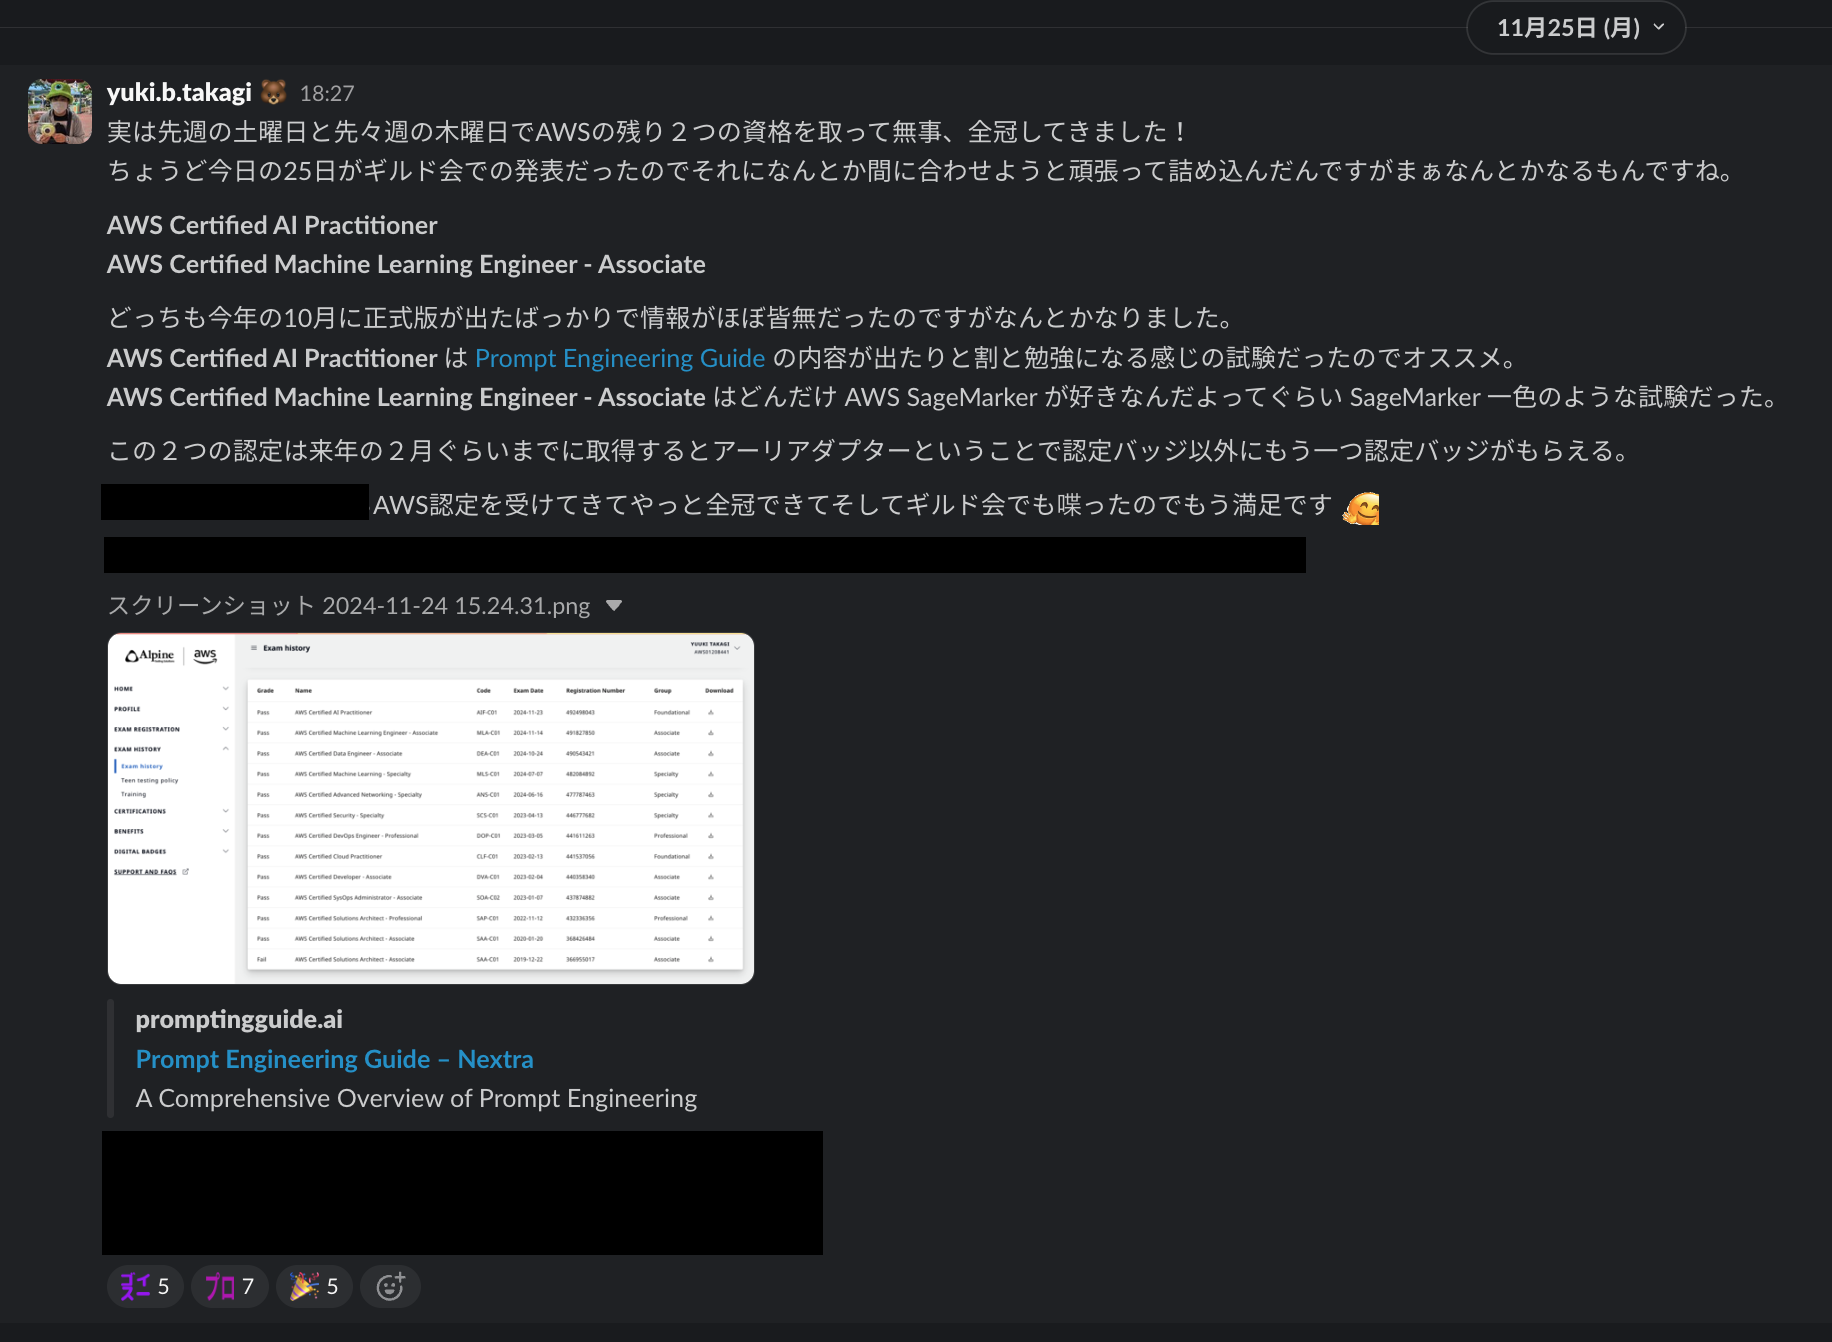 11月25日 (月)
yuki.b.takagi 18:27
実は先週の土曜日と先々週の木曜日でAWSの残り２つの資格を取って無事、全冠してきました！
ちょうど今日の25日がギルド会での発表だったのでそれになんとか間に合わせようと頑張って詰め込んだんですがまぁなんとかなるもんですね。
AWS Certified AI Practitioner
AWS Certified Machine Learning Engineer - Associate
どっちも今年の10月に正式版が出たばっかりで情報がほぼ皆無だったのですがなんとかなりました。
AWS Certified AI Practitioner は Prompt Engineering Guide の内容が出たりと割と勉強になる感じの試験だったのでオススメ。
AWS Certified Machine Learning Engineer - Associate はどんだけ AWS SageMarker が好きなんだよってぐらい SageMarker 一色のような試験だった。
この２つの認定は来年の２月ぐらいまでに取得するとアーリアダプターということで認定バッジ以外にもう一つ認定バッジがもらえる。
AWS認定を受けてきてやっと全冠できてそしてギルド会でも喋ったのでもう満足です
スクリーンショット 2024-11-24 15.24.31.png
Alpine aws
HOME
PROFILE
EXAM REGISTRATION
EXAM HISTORY
Exam history
Teen testing policy
Training
CERTIFICATIONS
BENEFITS
DIGITAL BADGES
SUPPORT AND FAQS
Exam history
YUUKI TAKAGI
AWS01208441
Grade Name Code Exam Date Registration Number Group Download
Pass AWS Certified AI Practitioner AIF-C01 2024-11-23 492498043 Foundational
Pass AWS Certified Machine Learning Engineer - Associate MLA-C01 2024-11-14 491827850 Associate
Pass AWS Certified Data Engineer - Associate DEA-C01 2024-10-24 490543421 Associate
Pass AWS Certified Machine Learning - Specialty MLS-C01 2024-07-07 482084892 Specialty
Pass AWS Certified Advanced Networking - Specialty ANS-C01 2024-06-16 477787463 Specialty
Pass AWS Certified Security - Specialty SCS-C01 2023-04-13 446777682 Specialty
Pass AWS Certified DevOps Engineer - Professional DOP-C01 2023-03-05 441611263 Professional
Pass AWS Certified Cloud Practitioner CLF-C01 2023-02-13 441537056 Foundational
Pass AWS Certified Developer - Associate DVA-C01 2023-02-04 440358340 Associate
Pass AWS Certified SysOps Administrator - Associate SOA-C02 2023-01-07 437874882 Associate
Pass AWS Certified Solutions Architect - Professional SAP-C01 2022-11-12 432336356 Professional
Pass AWS Certified Solutions Architect - Associate SAA-C01 2020-01-20 368426484 Associate
Fail AWS Certified Solutions Architect - Associate SAA-C01 2019-12-22 366955017 Associate
promptingguide.ai
Prompt Engineering Guide – Nextra
A Comprehensive Overview of Prompt Engineering
スゴイ 5 プロ 7 5